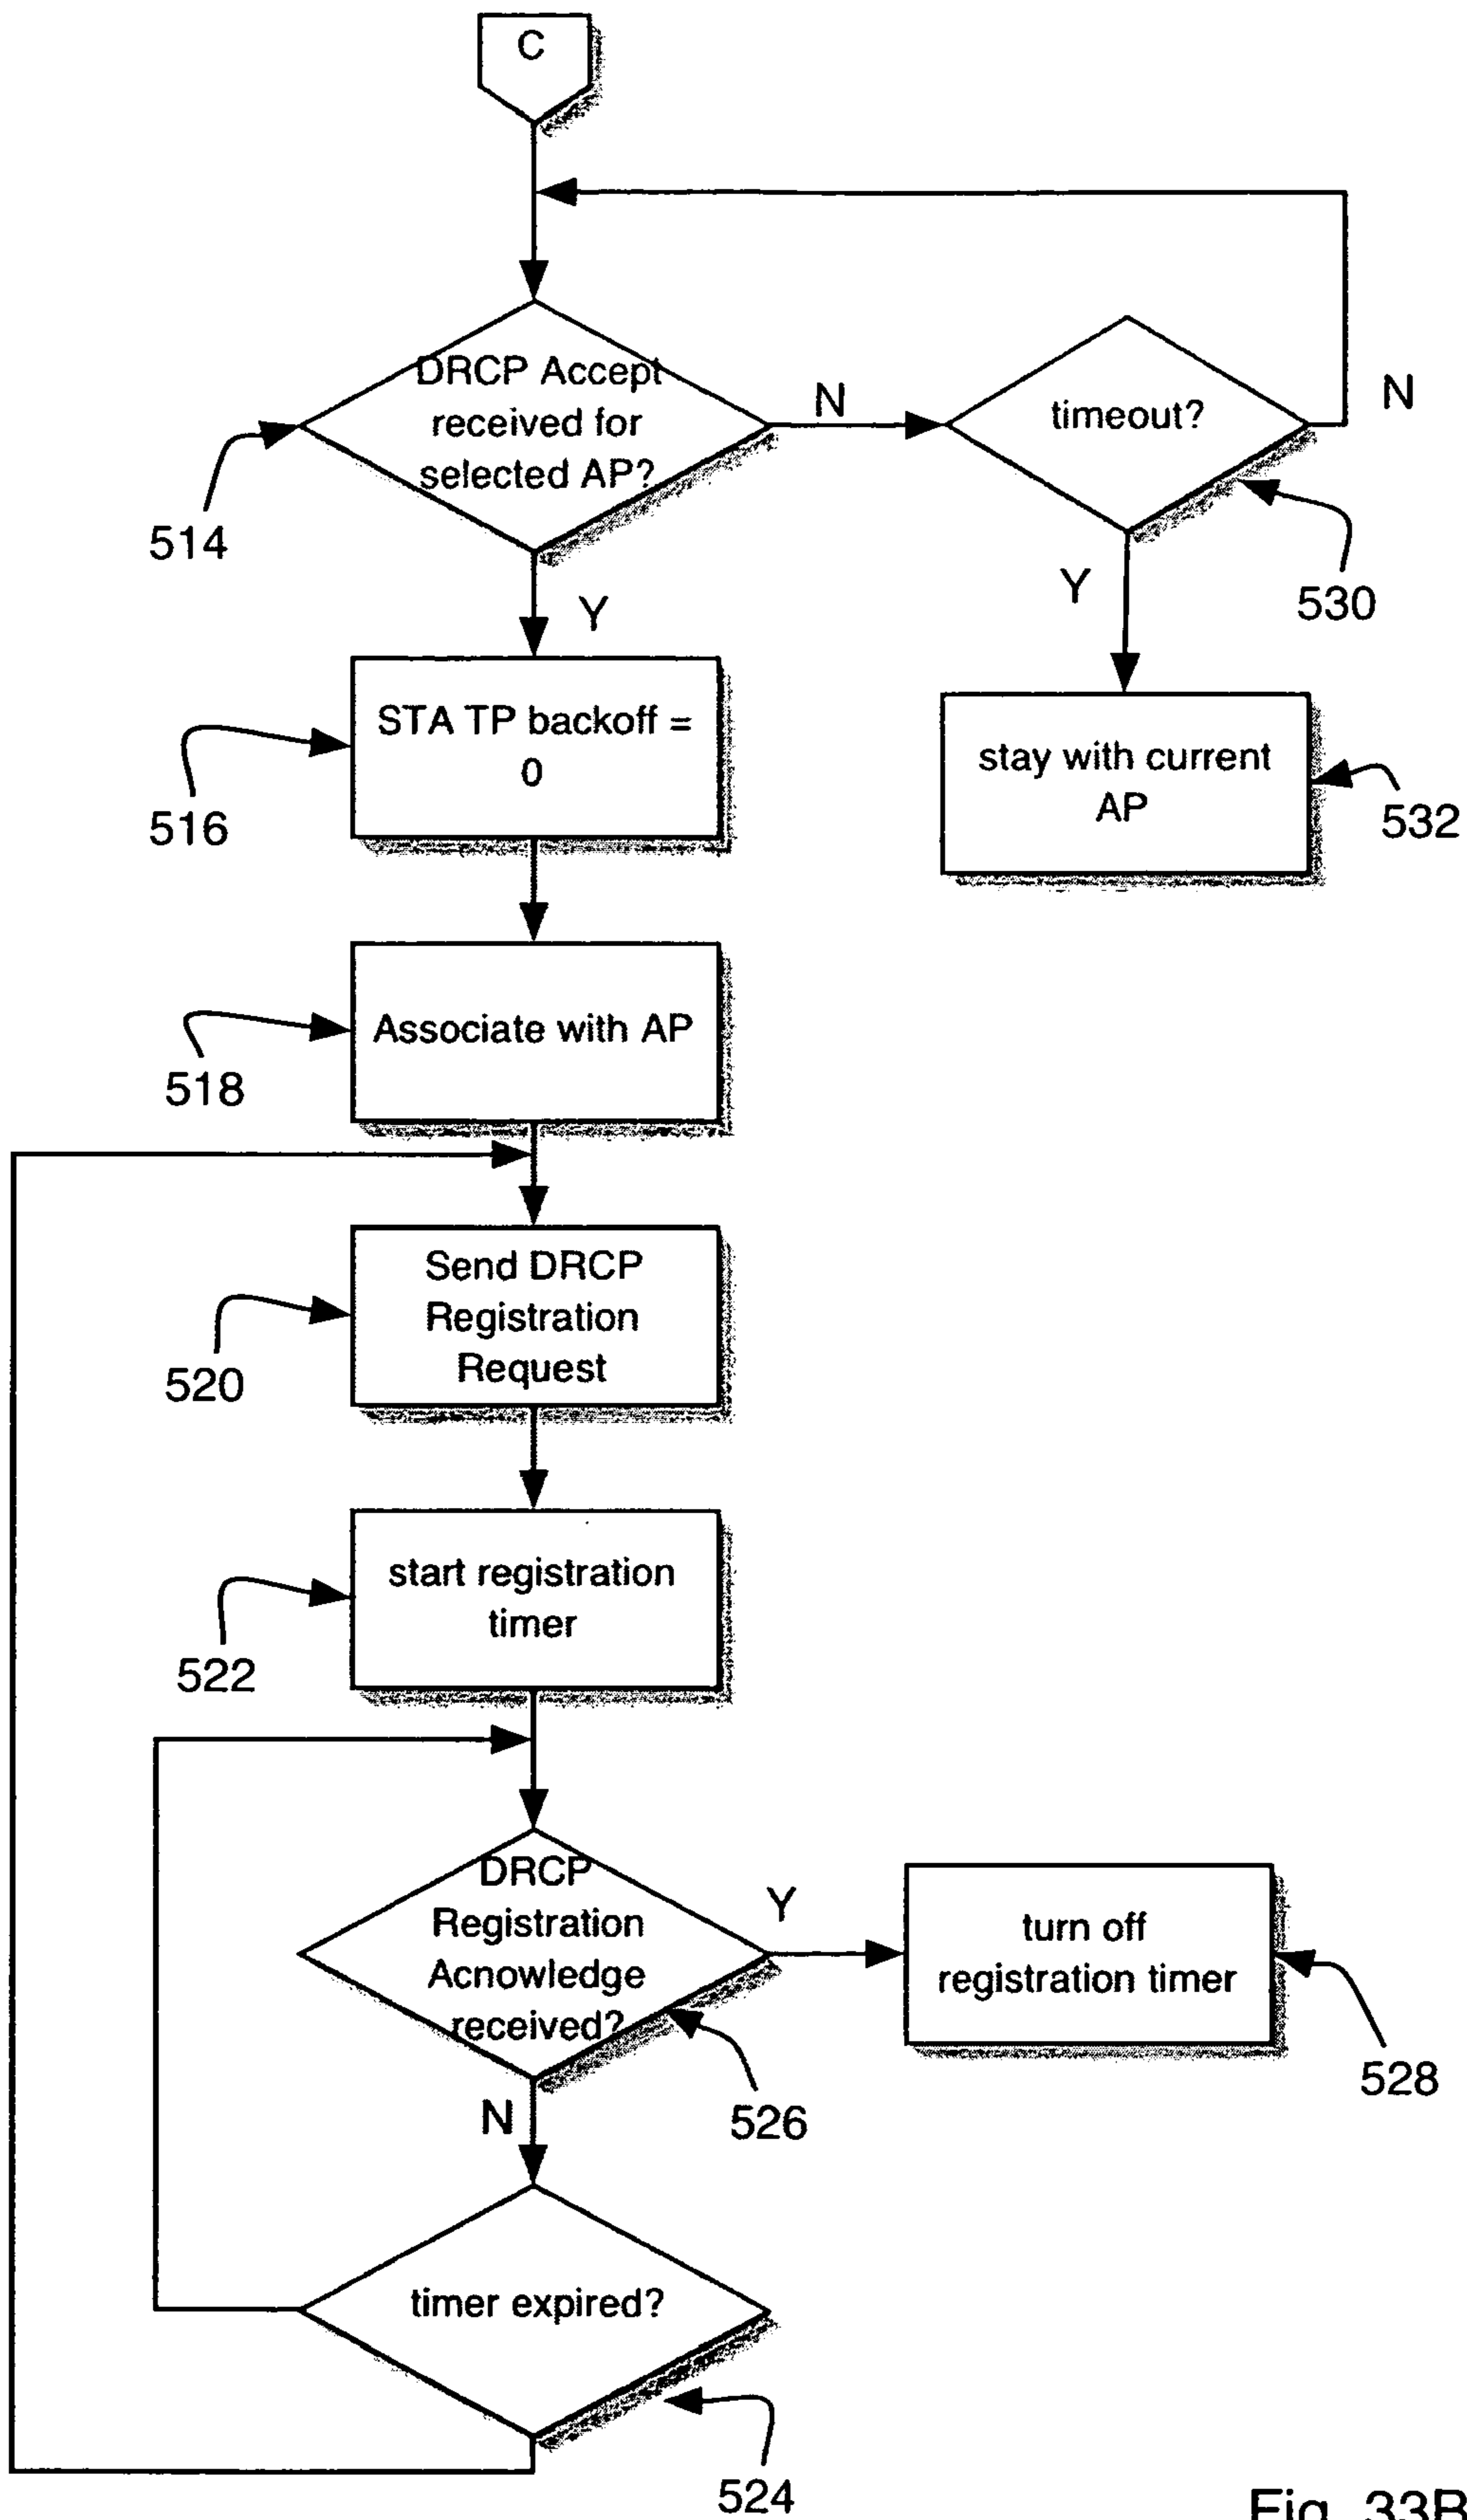 C
DRCP Accept
received for
selected AP?
N
timeout?
N
514
Y
Y
530
STA TP backoff =
0
stay with current
AP
516
532
Associate with AP
518
Send DRCP
Registration
Request
520
start registration
timer
522
DRCP
Registration
Acnowledge
received?
Y
turn off
registration timer
N
526
528
timer expired?
524
Fig. 33B